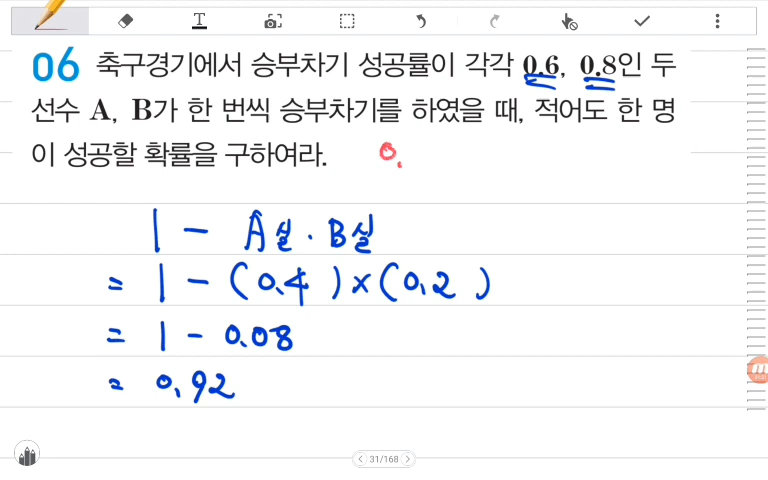 T
06 축구경기에서 승부차기 성공률이 각각 0.6, 0.8인 두
선수 A, B가 한 번씩 승부차기를 하였을 때, 적어도 한 명
이 성공할 확률을 구하여라. 0.
1 - A실 · B실
= 1 - (0.4) × (0.2)
= 1 - 0.08
= 0.92
31/168